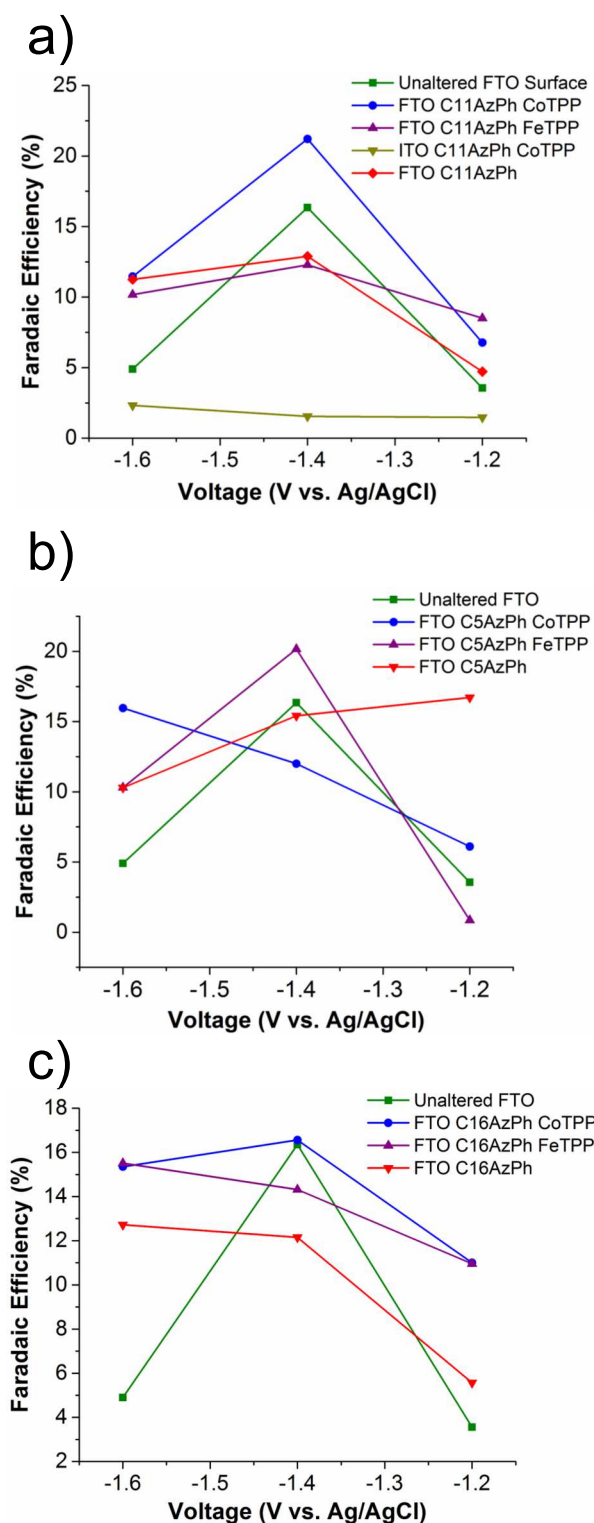 a)
25
20
15
10
5
0
Faradaic Efficiency (%)
Unaltered FTO Surface
FTO C11AzPh CoTPP
FTO C11AzPh FeTPP
ITO C11AzPh CoTPP
FTO C11AzPh
-1.6 -1.5 -1.4 -1.3 -1.2
Voltage (V vs. Ag/AgCl)
b)
20
15
10
5
0
Faradaic Efficiency (%)
Unaltered FTO
FTO C5AzPh CoTPP
FTO C5AzPh FeTPP
FTO C5AzPh
-1.6 -1.5 -1.4 -1.3 -1.2
Voltage (V vs. Ag/AgCl)
c)
18
16
14
12
10
8
6
4
2
Faradaic Efficiency (%)
Unaltered FTO
FTO C16AzPh CoTPP
FTO C16AzPh FeTPP
FTO C16AzPh
-1.6 -1.5 -1.4 -1.3 -1.2
Voltage (V vs. Ag/AgCl)